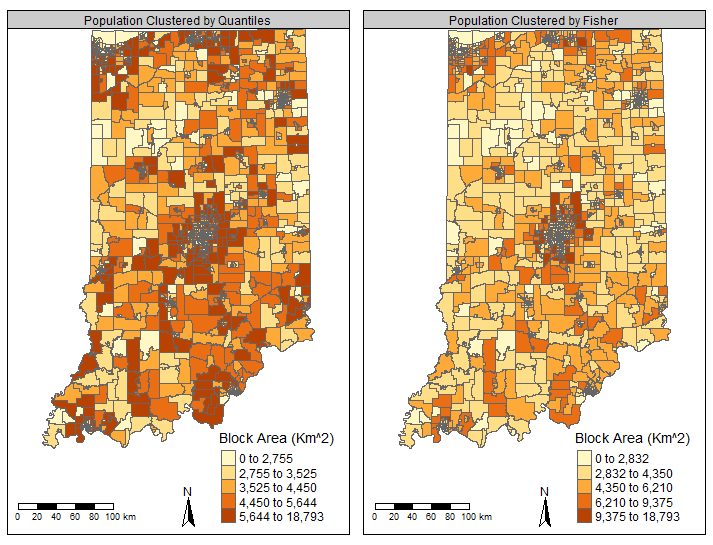 Population Clustered by Quantiles
Block Area (Km^2)
0 to 2,755
2,755 to 3,525
3,525 to 4,450
4,450 to 5,644
5,644 to 18,793
N
0 20 40 60 80 100 km
Population Clustered by Fisher
Block Area (Km^2)
0 to 2,832
2,832 to 4,350
4,350 to 6,210
6,210 to 9,375
9,375 to 18,793
N
0 20 40 60 80 100 km